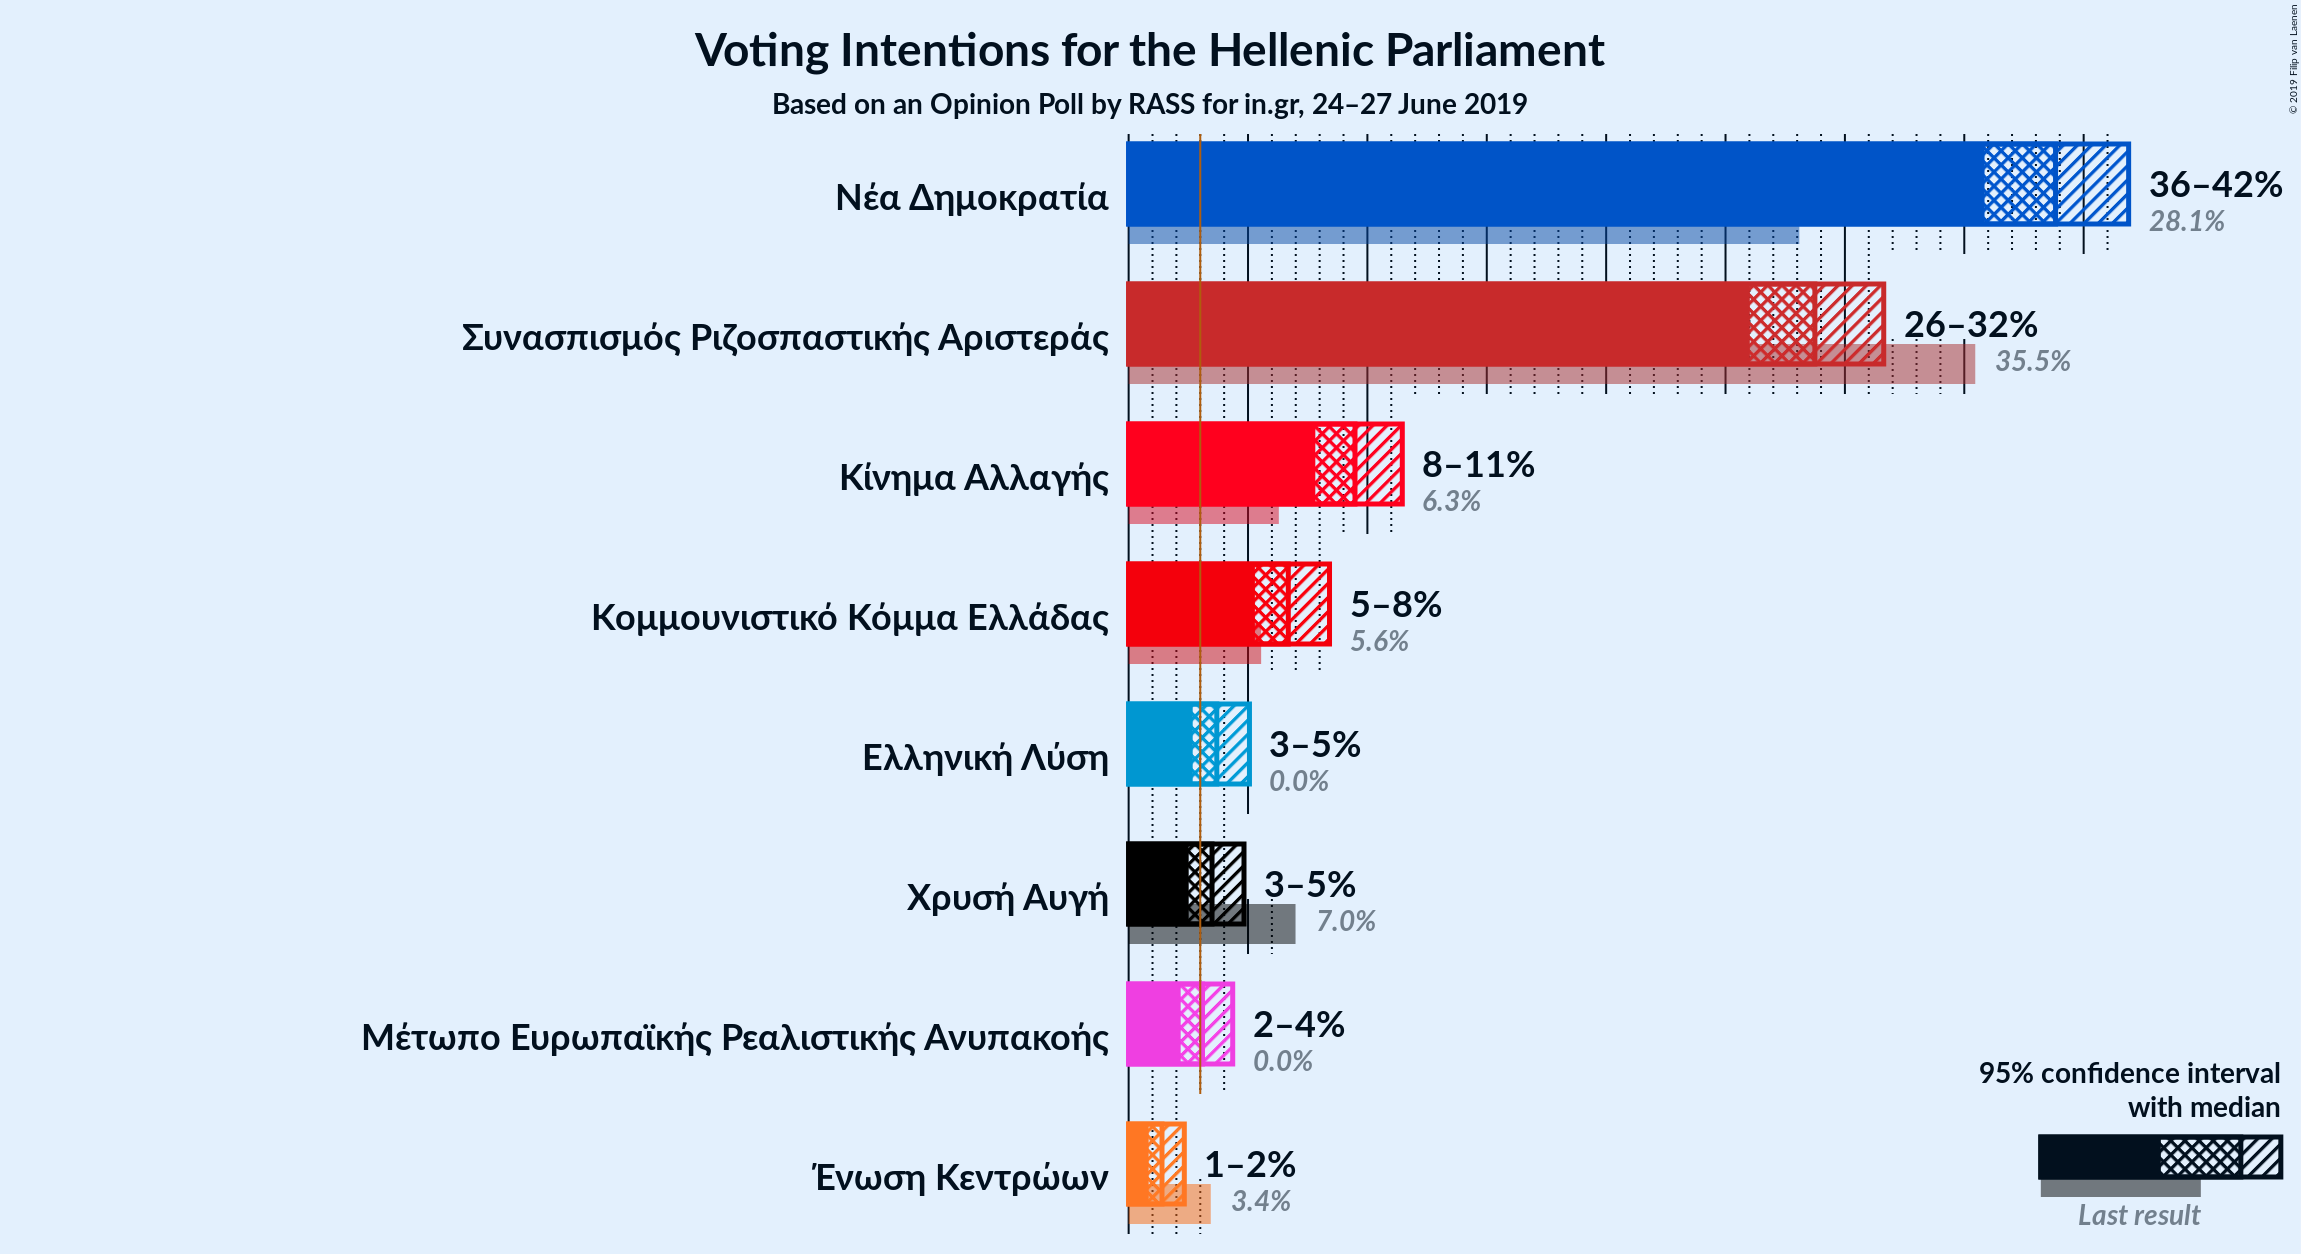 Voting Intentions for the Hellenic Parliament
Based on an Opinion Poll by RASS for in.gr, 24–27 June 2019
© 2019 Filip van Laenen
Νέα Δημοκρατία
36–42%
28.1%
Συνασπισμός Ριζοσπαστικής Αριστεράς
26–32%
35.5%
Κίνημα Αλλαγής
8–11%
6.3%
Κομμουνιστικό Κόμμα Ελλάδας
5–8%
5.6%
Ελληνική Λύση
3–5%
0.0%
Χρυσή Αυγή
3–5%
7.0%
Μέτωπο Ευρωπαϊκής Ρεαλιστικής Ανυπακοής
2–4%
0.0%
Ένωση Κεντρώων
1–2%
3.4%
95% confidence interval
with median
Last result